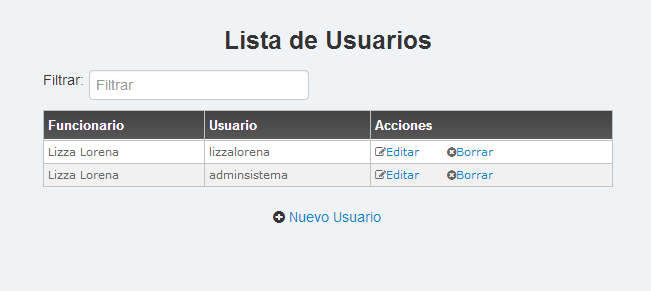 Lista de Usuarios
Filtrar: Filtrar
Funcionario Usuario Acciones
Lizza Lorena lizzalorena Editar Borrar
Lizza Lorena adminsistema Editar Borrar
Nuevo Usuario